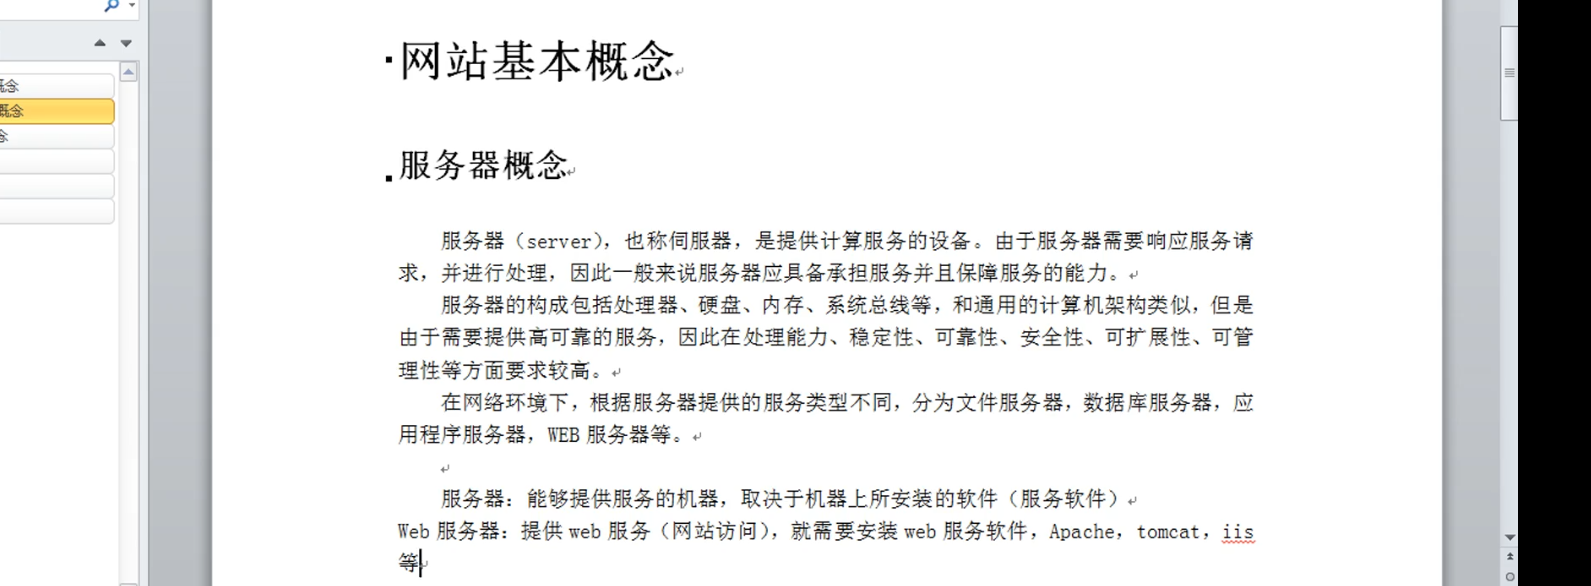 网站基本概念
概念
服务器概念
服务器（server），也称伺服器，是提供计算服务的设备。由于服务器需要响应服务请
求，并进行处理，因此一般来说服务器应具备承担服务并且保障服务的能力。
服务器的构成包括处理器、硬盘、内存、系统总线等，和通用的计算机架构类似，但是
由于需要提供高可靠的服务，因此在处理能力、稳定性、可靠性、安全性、可扩展性、可管
理性等方面要求较高。
在网络环境下，根据服务器提供的服务类型不同，分为文件服务器，数据库服务器，应
用程序服务器，WEB 服务器等。
服务器：能够提供服务的机器，取决于机器上所安装的软件（服务软件）
Web 服务器：提供 web 服务（网站访问），就需要安装 web 服务软件，Apache，tomcat，iis
等